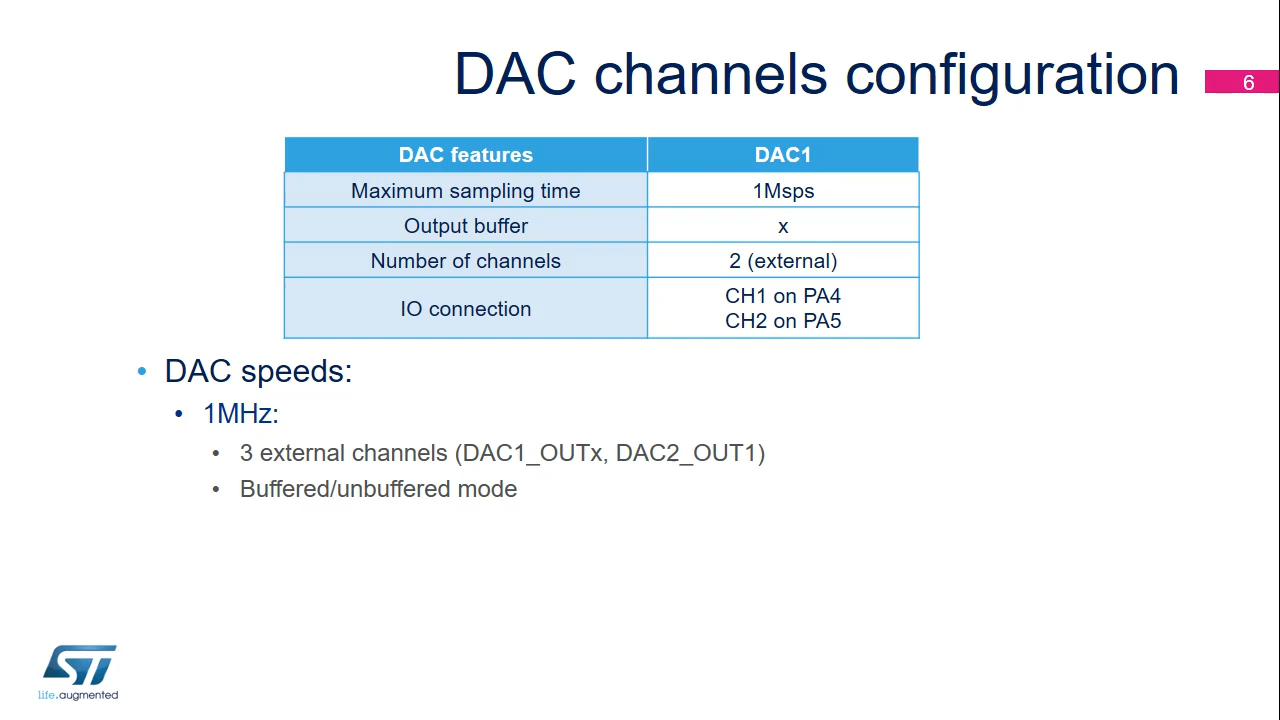 DAC channels configuration
6
DAC features DAC1
Maximum sampling time 1Msps
Output buffer x
Number of channels 2 (external)
IO connection CH1 on PA4
CH2 on PA5
• DAC speeds:
• 1MHz:
• 3 external channels (DAC1_OUTx, DAC2_OUT1)
• Buffered/unbuffered mode
ST
life.augmented